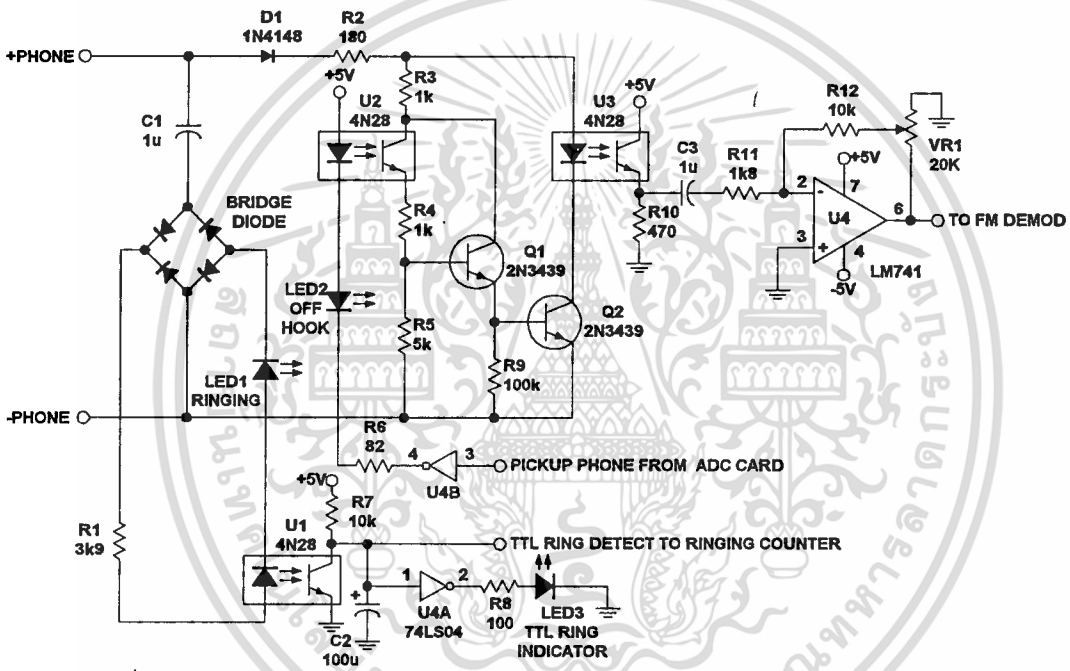 D1
1N4148
R2
180
+PHONE
+5V
R3
1k
U2
4N28
C1
1u
U3
4N28
+5V
R12
10k
VR1
20K
C3
1u
R11
1k8
+5V
2
-
7
U4
6
TO FM DEMOD
3
+
4
-5V
LM741
R10
470
BRIDGE
DIODE
R4
1k
Q1
2N3439
LED2
OFF
HOOK
Q2
2N3439
R5
5k
R9
100k
LED1
RINGING
-PHONE
R6
82
4
3
PICKUP PHONE FROM ADC CARD
U4B
+5V
R7
10k
U1
4N28
TTL RING DETECT TO RINGING COUNTER
R1
3k9
1
2
+
U4A
74LS04
R8
100
LED3
TTL RING
INDICATOR
C2
100u